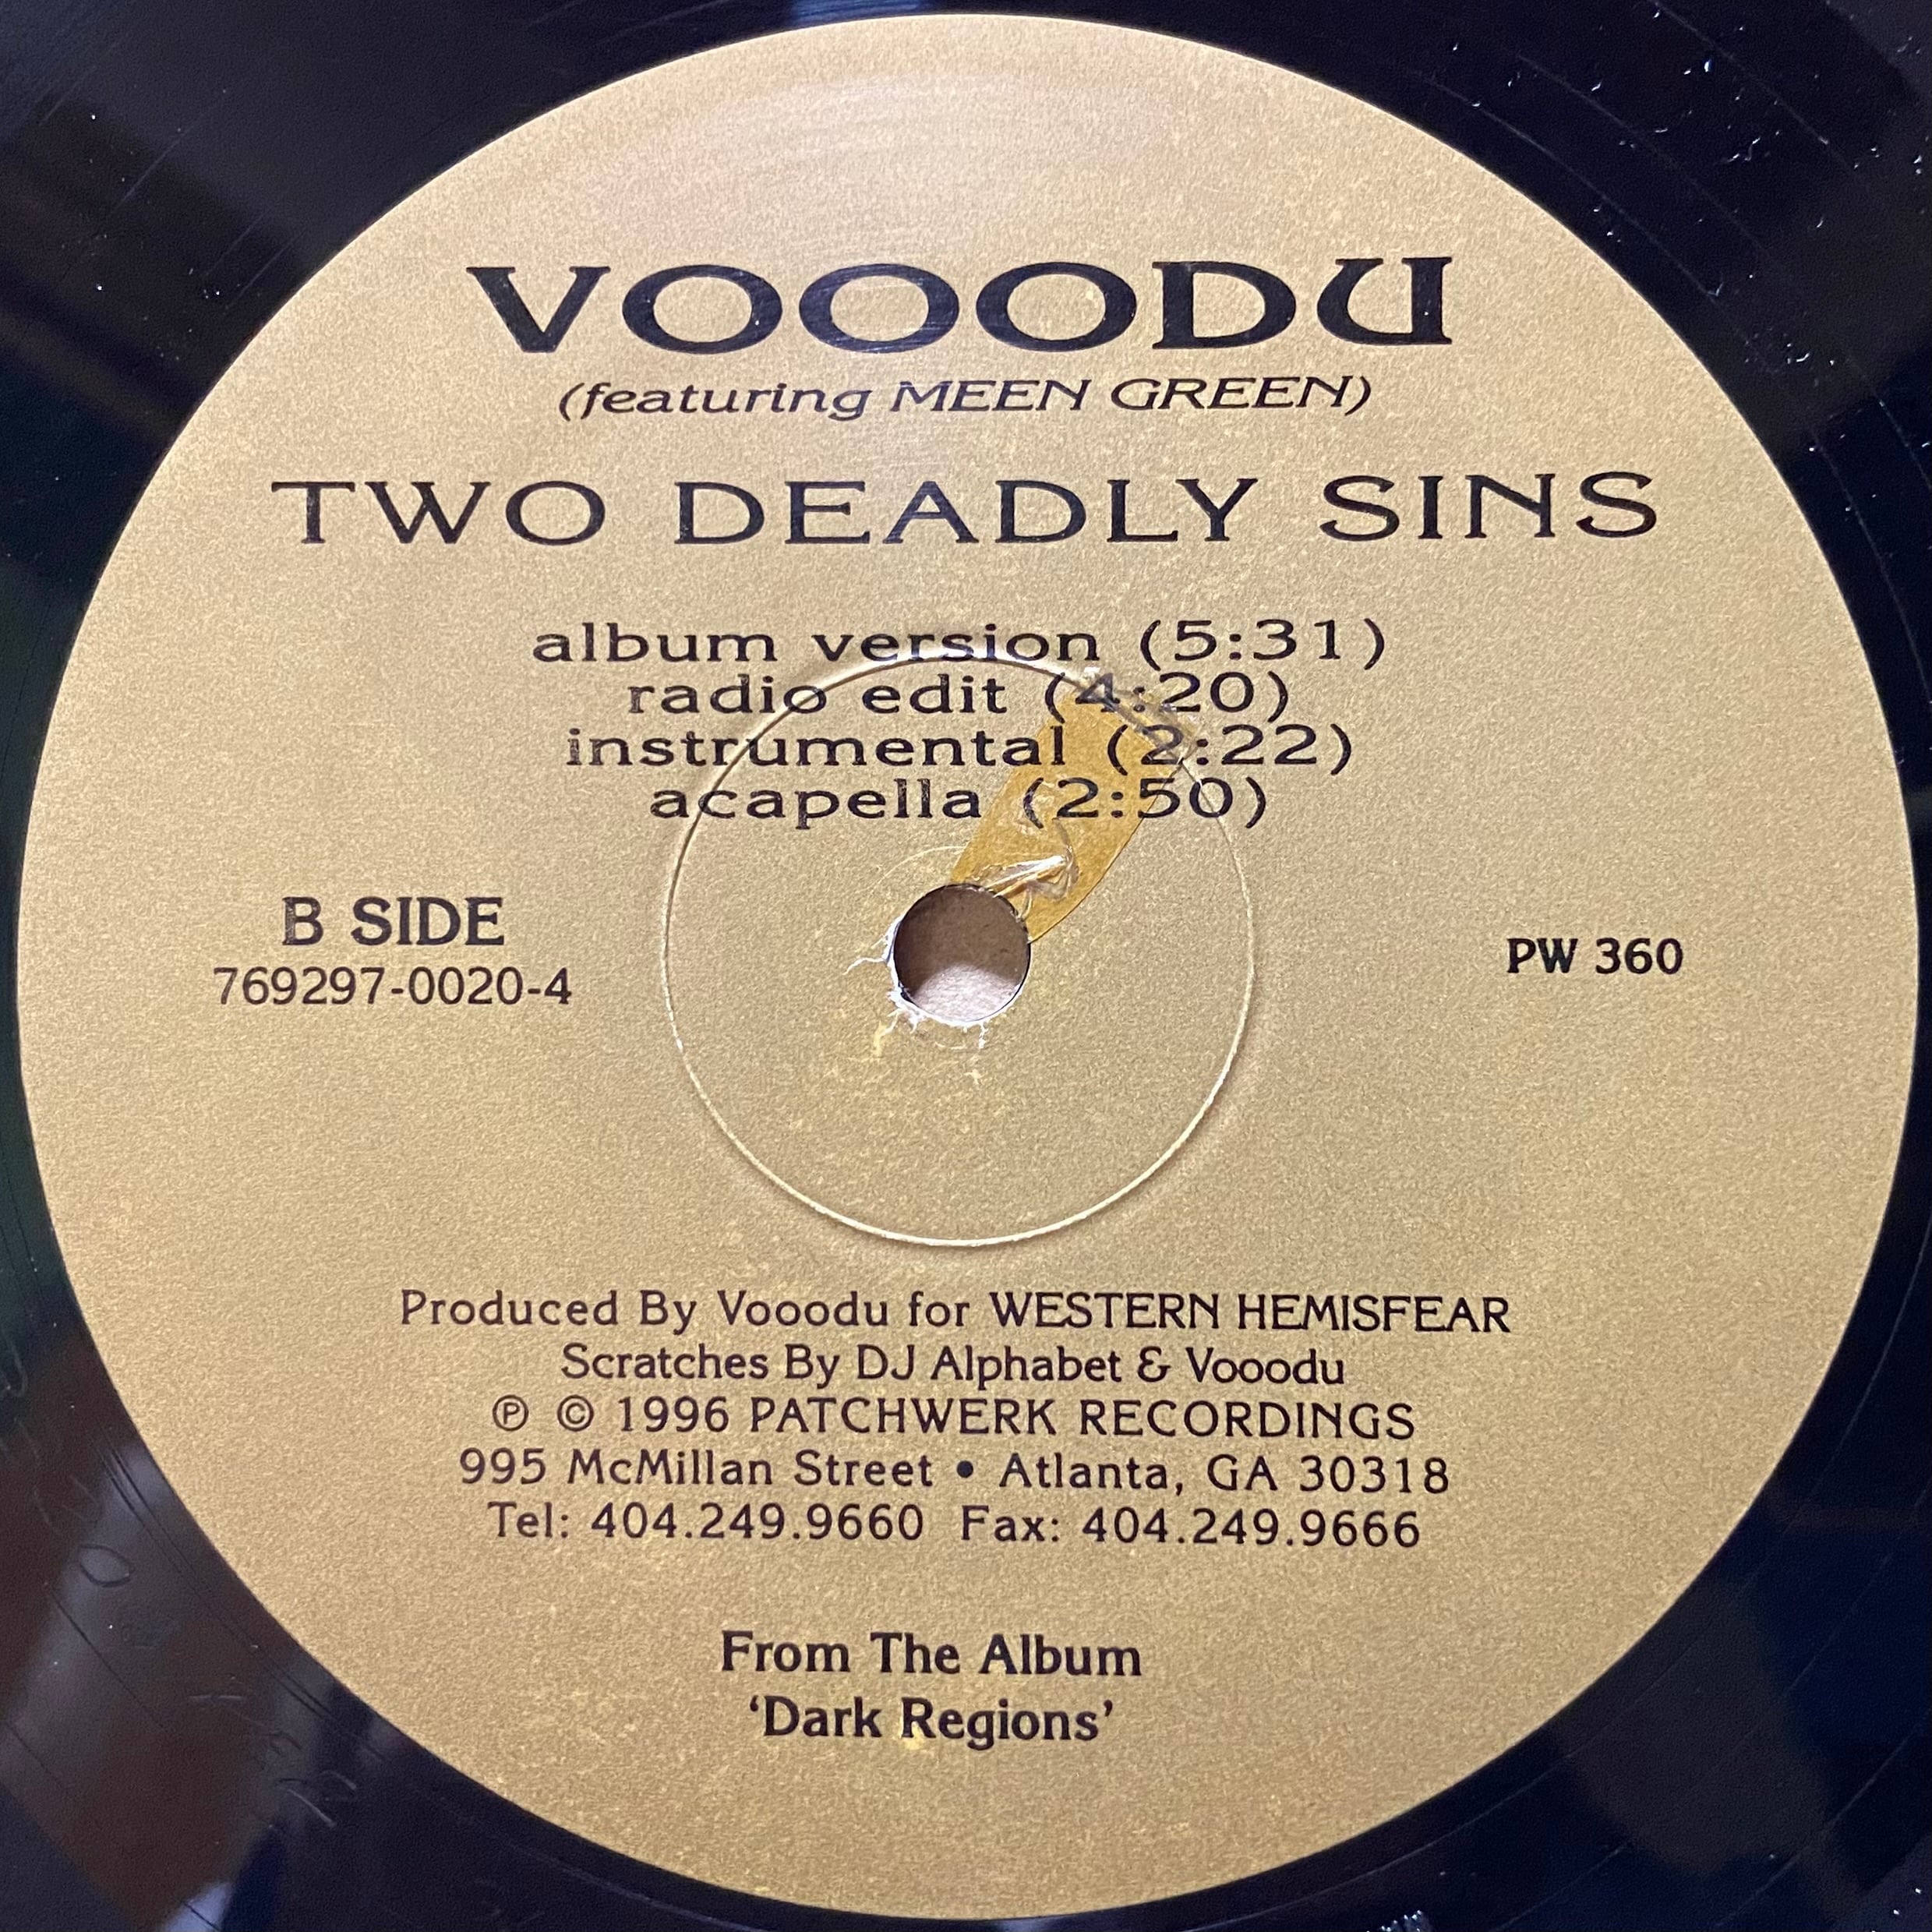 VOOODU
(featuring MEEN GREEN)
TWO DEADLY SINS
album version (5:31)
radio edit (4:20)
instrumental (2:22)
acapella (2:50)
B SIDE
769297-0020-4
PW 360
Produced By Vooodu for WESTERN HEMISFEAR
Scratches By DJ Alphabet & Vooodu
℗ © 1996 PATCHWERK RECORDINGS
995 McMillan Street • Atlanta, GA 30318
Tel: 404.249.9660 Fax: 404.249.9666
From The Album
‘Dark Regions’